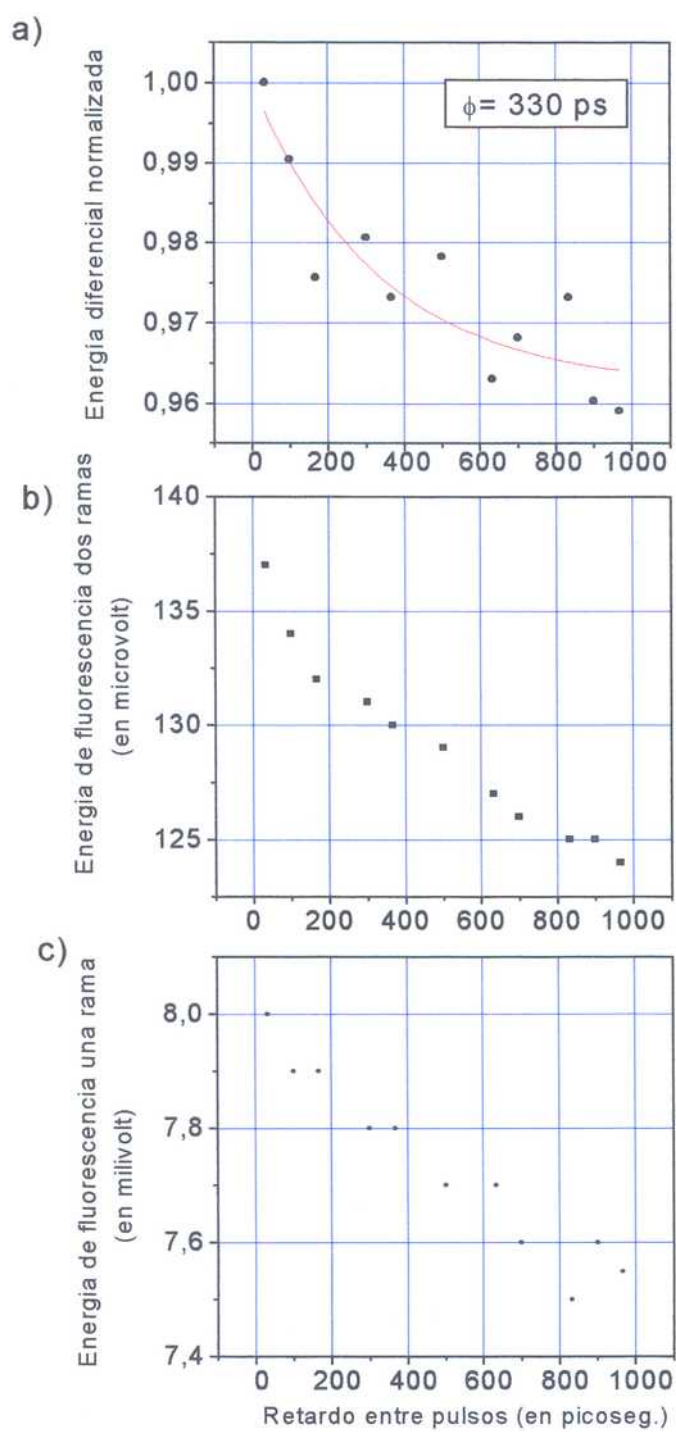 a)
Energía diferencial normalizada
1,00
0,99
0,98
0,97
0,96
ϕ= 330 ps
0 200 400 600 800 1000
b)
Energia de fluorescencia dos ramas
(en microvolt)
140
135
130
125
0 200 400 600 800 1000
c)
Energia de fluorescencia una rama
(en milivolt)
8,0
7,8
7,6
7,4
0 200 400 600 800 1000
Retardo entre pulsos (en picoseg.)